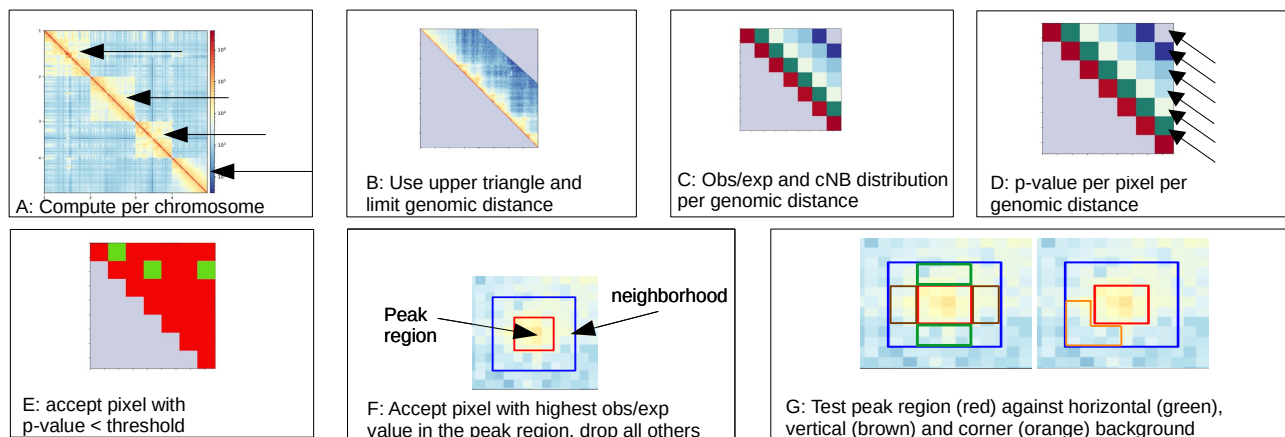 A: Compute per chromosome
B: Use upper triangle and
limit genomic distance
C: Obs/exp and cNB distribution
per genomic distance
D: p-value per pixel per
genomic distance
E: accept pixel with
p-value < threshold
Peak
region
neighborhood
F: Accept pixel with highest obs/exp
value in the peak region, drop all others
G: Test peak region (red) against horizontal (green),
vertical (brown) and corner (orange) background